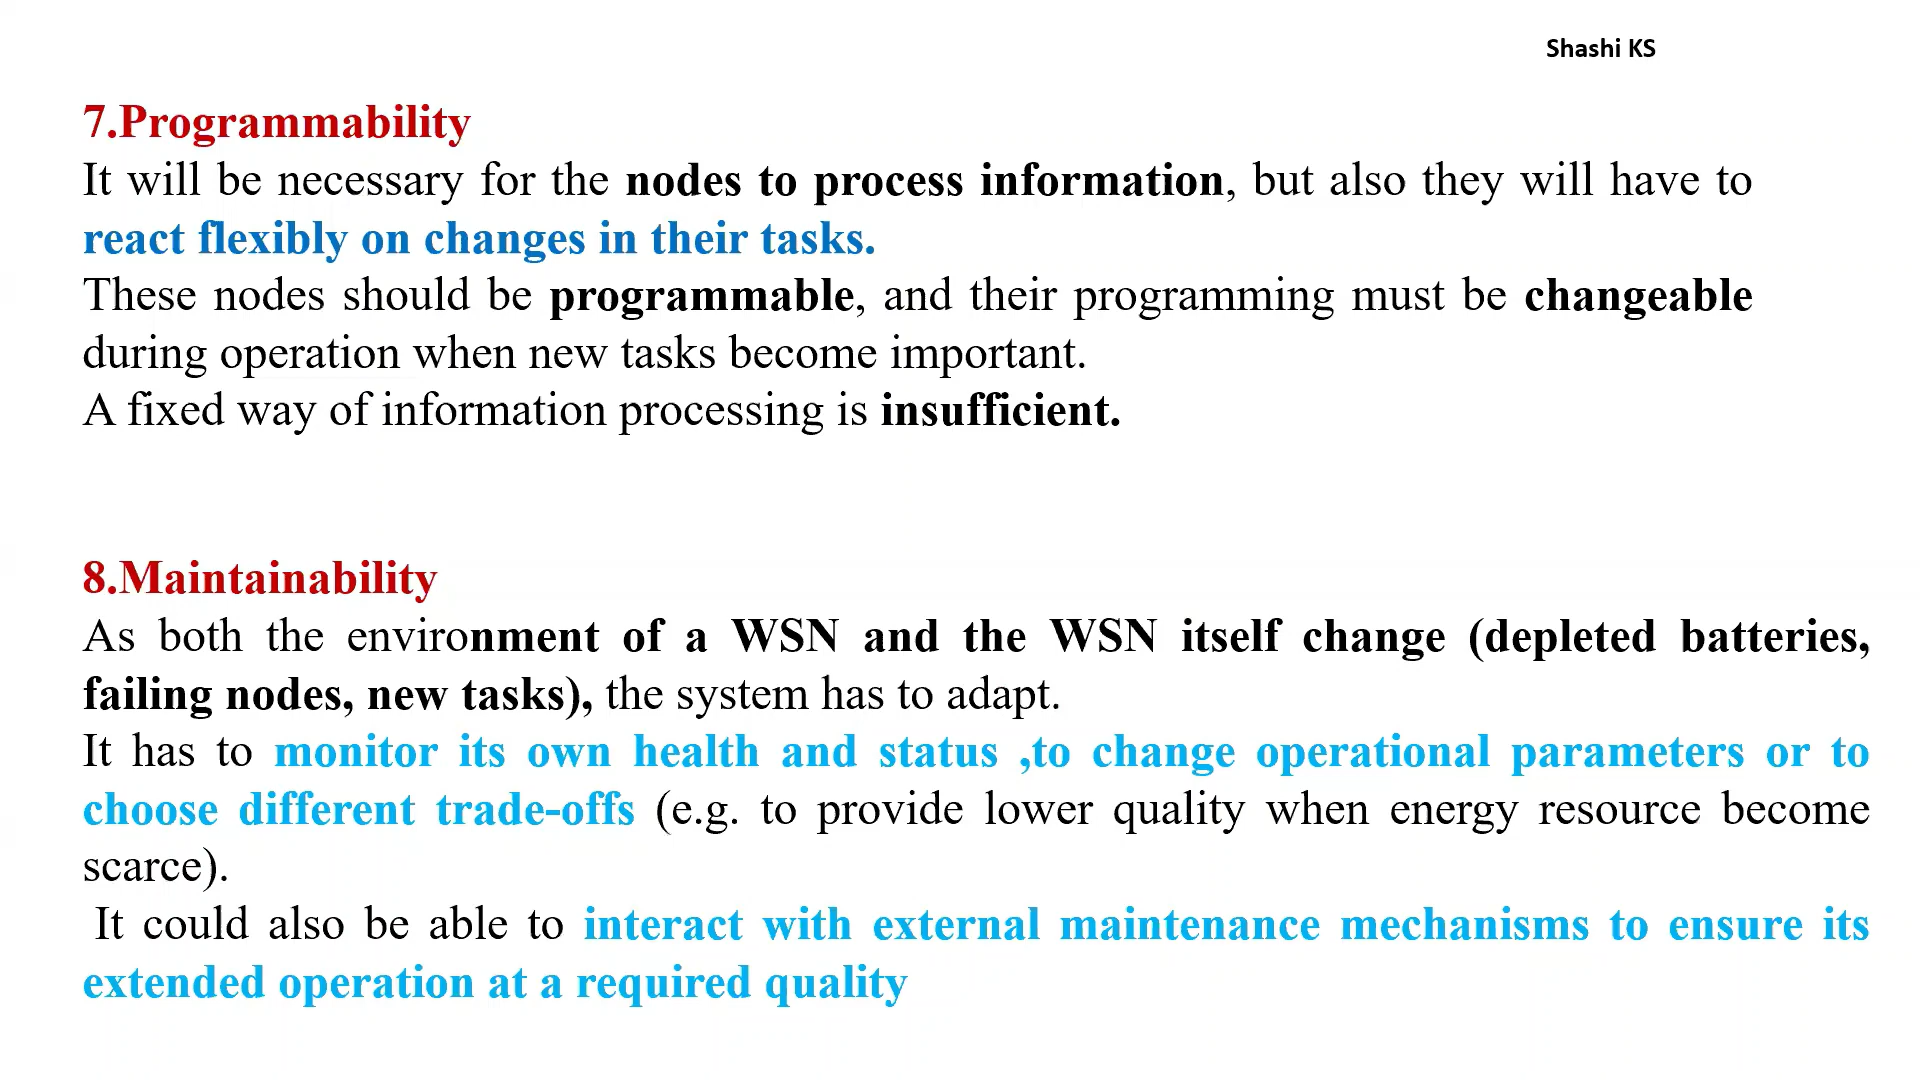 Shashi KS
7.Programmability
It will be necessary for the nodes to process information, but also they will have to
react flexibly on changes in their tasks.
These nodes should be programmable, and their programming must be changeable
during operation when new tasks become important.
A fixed way of information processing is insufficient.
8.Maintainability
As both the environment of a WSN and the WSN itself change (depleted batteries,
failing nodes, new tasks), the system has to adapt.
It has to monitor its own health and status ,to change operational parameters or to
choose different trade-offs (e.g. to provide lower quality when energy resource become
scarce).
It could also be able to interact with external maintenance mechanisms to ensure its
extended operation at a required quality